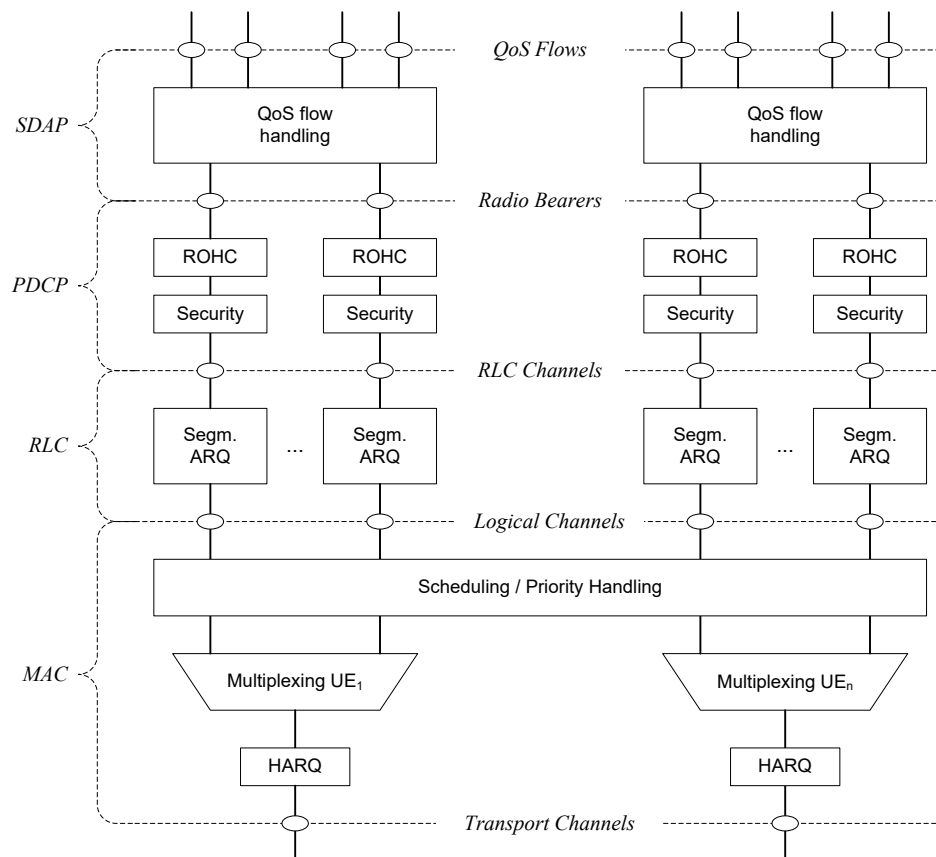 QoS Flows
SDAP
QoS flow
handling
QoS flow
handling
Radio Bearers
PDCP
ROHC
ROHC
ROHC
ROHC
Security
Security
Security
Security
RLC Channels
RLC
Segm.
ARQ
...
Segm.
ARQ
Segm.
ARQ
...
Segm.
ARQ
Logical Channels
Scheduling / Priority Handling
MAC
Multiplexing UE₁
Multiplexing UEₙ
HARQ
HARQ
Transport Channels